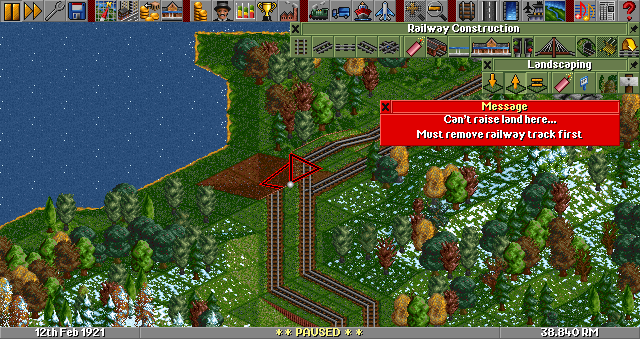 Railway Construction
Landscaping
Message
Can't raise land here...
Must remove railway track first
12th Feb 1921
* * PAUSED * *
38.840 RM